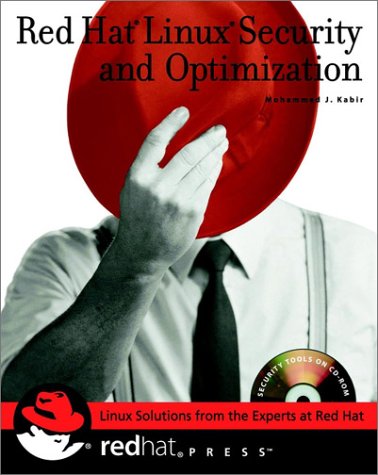 Red Hat® Linux® Security
and Optimization
Mohammed J. Kabir
SECURITY TOOLS ON CD-ROM
Linux Solutions from the Experts at Red Hat
® redhat® PRESS™